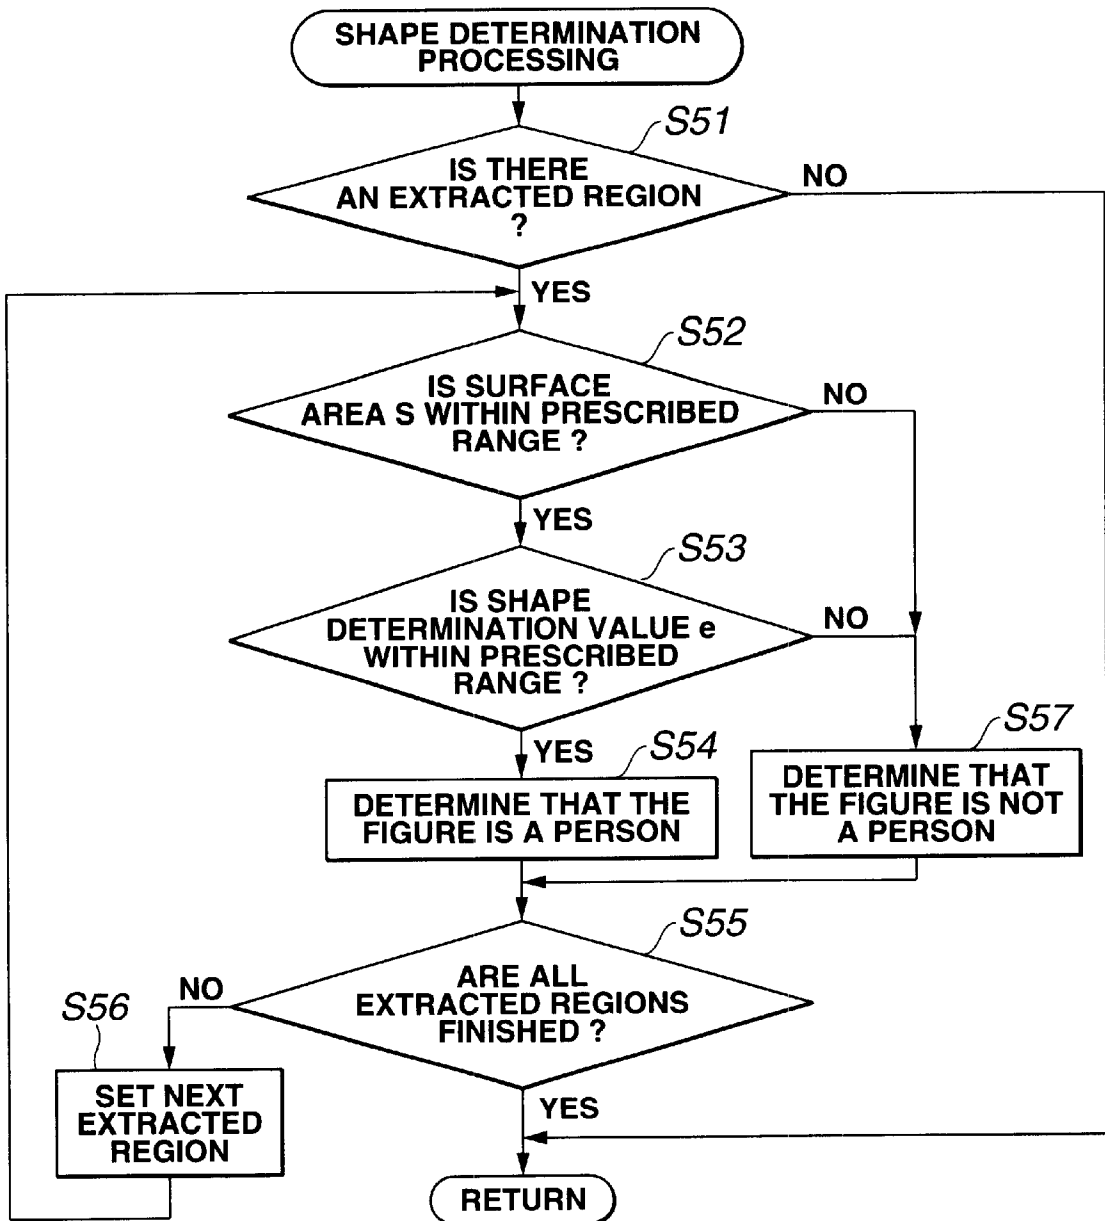 SHAPE DETERMINATION
PROCESSING
S51
IS THERE
AN EXTRACTED REGION
?
NO
YES
S52
IS SURFACE
AREA S WITHIN PRESCRIBED
RANGE ?
NO
YES
S53
IS SHAPE
DETERMINATION VALUE e
WITHIN PRESCRIBED
RANGE ?
NO
YES
S54
DETERMINE THAT THE
FIGURE IS A PERSON
S57
DETERMINE THAT
THE FIGURE IS NOT
A PERSON
S55
ARE ALL
EXTRACTED REGIONS
FINISHED ?
NO
S56
SET NEXT
EXTRACTED
REGION
YES
RETURN